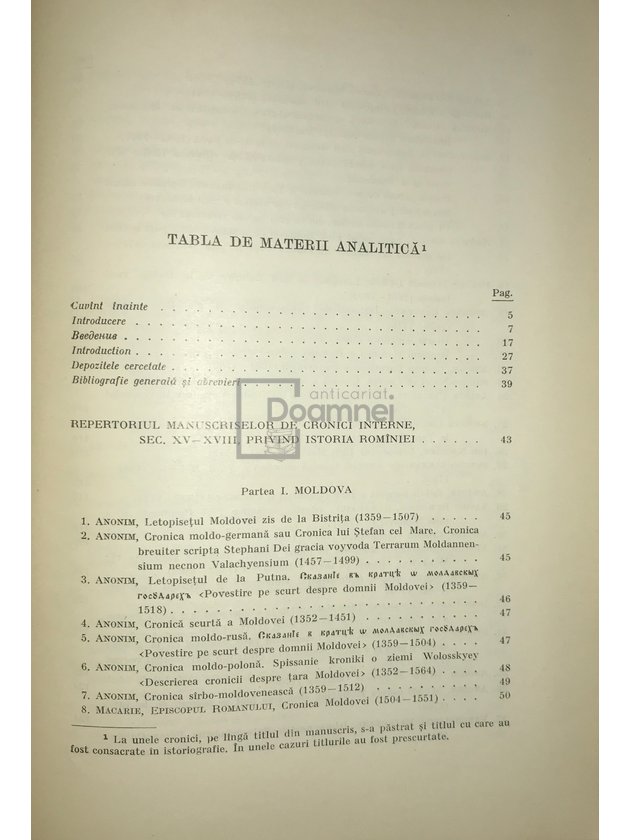 TABLA DE MATERII ANALITICĂ¹
Pag.
Cuvînt înainte . . . . . . . . . . . . . . . . . . . . 5
Introducere . . . . . . . . . . . . . . . . . . . . 7
Введение . . . . . . . . . . . . . . . . . . . . 17
Introduction . . . . . . . . . . . . . . . . . . . . 27
Depozitele cercetate . . . . . . . . . . . . . . . . . . . . 37
Bibliografie generală și abrevieri . . . . . . . . . . . . . . . . 39
anticariat
Doamnei
REPERTORIUL MANUSCRISELOR DE CRONICI INTERNE,
SEC. XV—XVIII, PRIVIND ISTORIA ROMÎNIEI . . . . . . 43
Partea I. MOLDOVA
1. ANONIM, Letopisețul Moldovei zis de la Bistrița (1359—1507) . . . . . 45
2. ANONIM, Cronica moldo-germană sau Cronica lui Ștefan cel Mare. Cronica
breuiter scripta Stephani Dei gracia voyvoda Terrarum Moldannen-
sium necnon Valachyensium (1457—1499) . . . . . . . . . . 45
3. ANONIM, Letopisețul de la Putna. Сказанїе въ кратцѣ ѡ молдавскых
господарехъ <Povestire pe scurt despre domnii Moldovei> (1359—
1518) . . . . . . . . . . . . . . . . . . . . 46
4. ANONIM, Cronică scurtă a Moldovei (1352—1451) . . . . . . . . 47
5. ANONIM, Cronica moldo-rusă. Сказанїе в кратцѣ ѡ молдавскых господарехъ
<Povestire pe scurt despre domnii Moldovei> (1359—1504) . . . . 47
6. ANONIM, Cronica moldo-polonă. Spissanie kroniki o ziemi Wolosskyey
<Descrierea cronicii despre țara Moldovei> (1352—1564) . . . . 48
7. ANONIM, Cronica sîrbo-moldovenească (1359—1512) . . . . . . . . 49
8. MACARIE, EPISCOPUL ROMANULUI, Cronica Moldovei (1504—1551) . . . . 50
¹ La unele cronici, pe lîngă titlul din manuscris, s-a păstrat și titlul cu care au
fost consacrate în istoriografie. În unele cazuri titlurile au fost prescurtate.